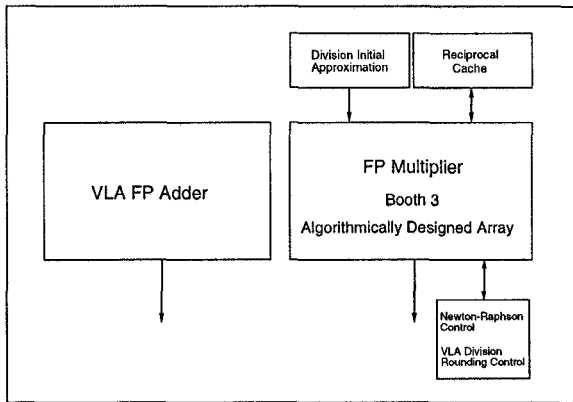 Division Initial
Approximation
Reciprocal
Cache
VLA FP Adder
FP Multiplier
Booth 3
Algorithmically Designed Array
Newton-Raphson
Control
VLA Division
Rounding Control